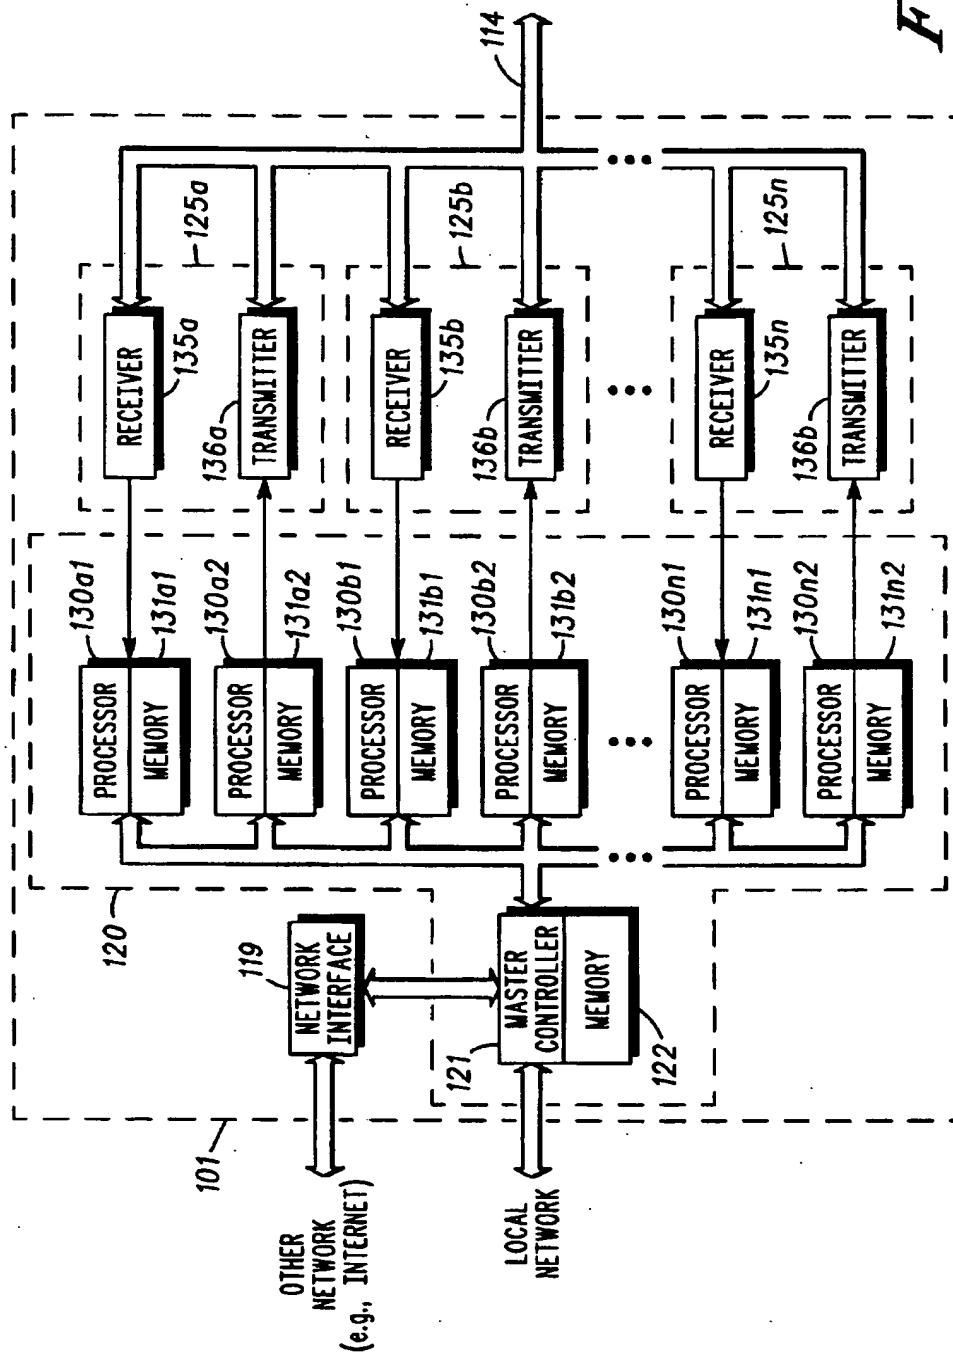 OTHER
NETWORK
(e.g., INTERNET)
LOCAL
NETWORK
101
119
NETWORK
INTERFACE
120
121
MASTER
CONTROLLER
MEMORY
122
PROCESSOR
MEMORY
130a1
131a1
RECEIVER
135a
125a
PROCESSOR
MEMORY
130a2
131a2
136a
TRANSMITTER
PROCESSOR
MEMORY
130b1
131b1
RECEIVER
135b
125b
PROCESSOR
MEMORY
130b2
131b2
136b
TRANSMITTER
114
PROCESSOR
MEMORY
130n1
131n1
RECEIVER
135n
125n
PROCESSOR
MEMORY
130n2
131n2
136b
TRANSMITTER
F